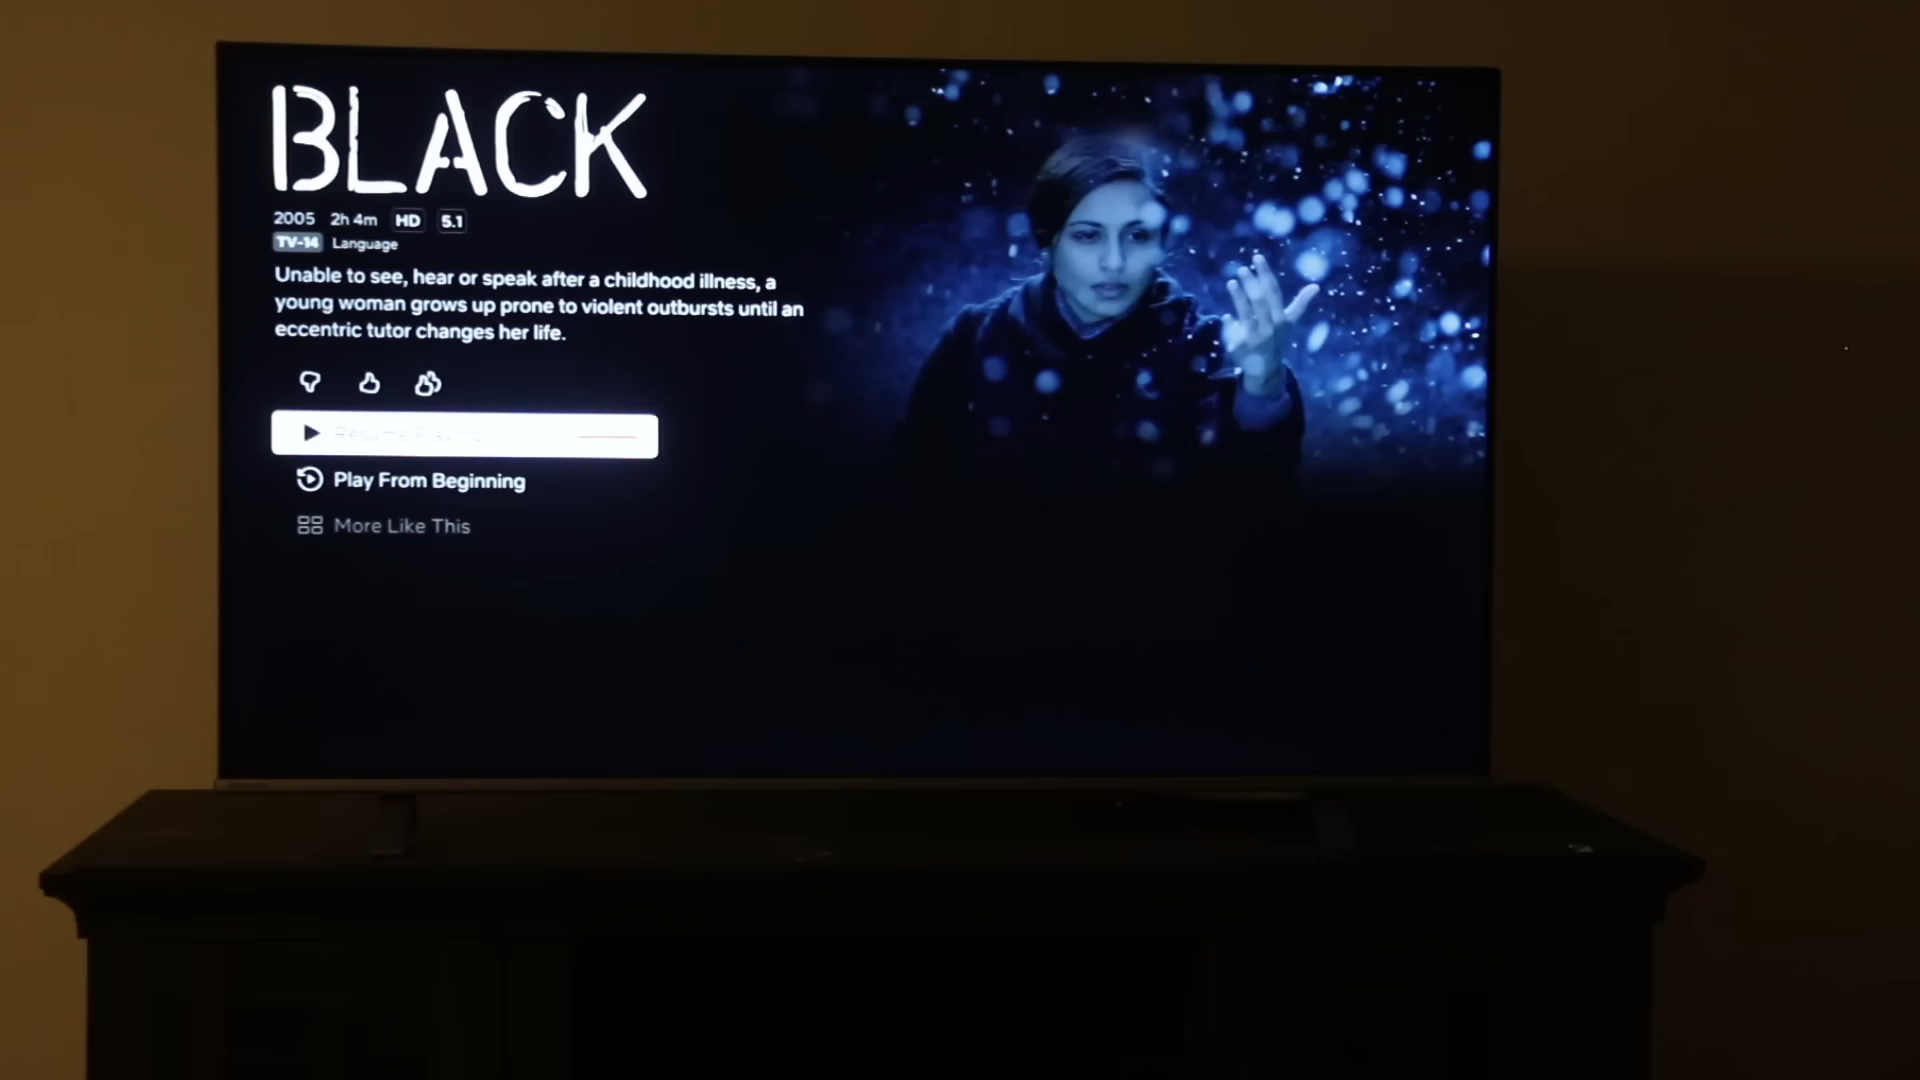 BLACK
2005 2h 4m HD 5.1
TV-14 Language
Unable to see, hear or speak after a childhood illness, a
young woman grows up prone to violent outbursts until an
eccentric tutor changes her life.
Resume
Play From Beginning
More Like This